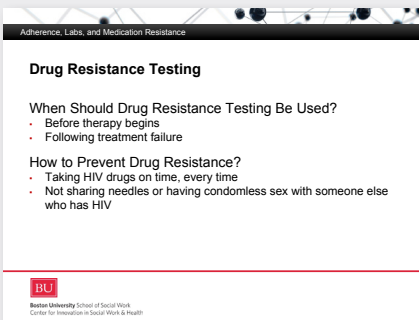 Adherence, Labs, and Medication Resistance
Drug Resistance Testing
When Should Drug Resistance Testing Be Used?
• Before therapy begins
• Following treatment failure
How to Prevent Drug Resistance?
• Taking HIV drugs on time, every time
• Not sharing needles or having condomless sex with someone else
who has HIV
BU
Boston University School of Social Work
Center for Innovation in Social Work & Health